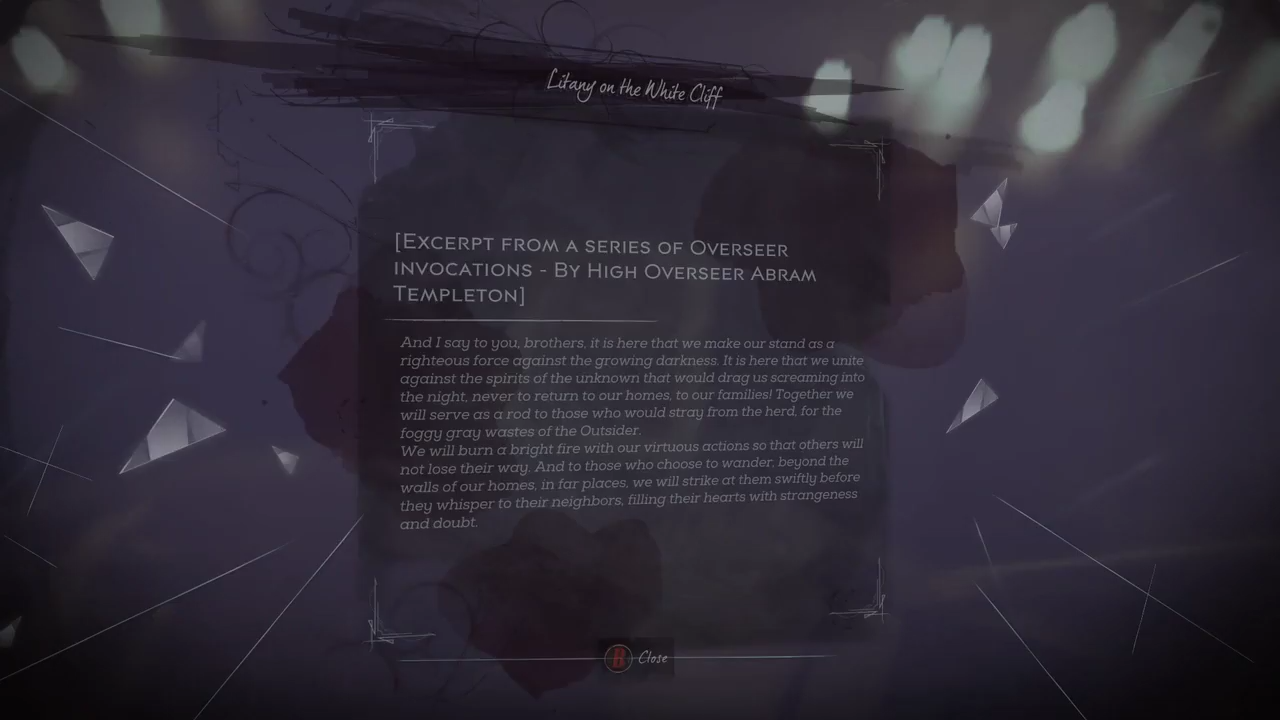 Litany on the White Cliff
[Excerpt from a series of Overseer
invocations - By High Overseer Abram
Templeton]
And I say to you, brothers, it is here that we make our stand as a
righteous force against the growing darkness. It is here that we unite
against the spirits of the unknown that would drag us screaming into
the night, never to return to our homes, to our families! Together we
will serve as a rod to those who would stray from the herd, for the
foggy gray wastes of the Outsider.
We will burn a bright fire with our virtuous actions so that others will
not lose their way. And to those who choose to wander, beyond the
walls of our homes, in far places, we will strike at them swiftly before
they whisper to their neighbors, filling their hearts with strangeness
and doubt.
B Close